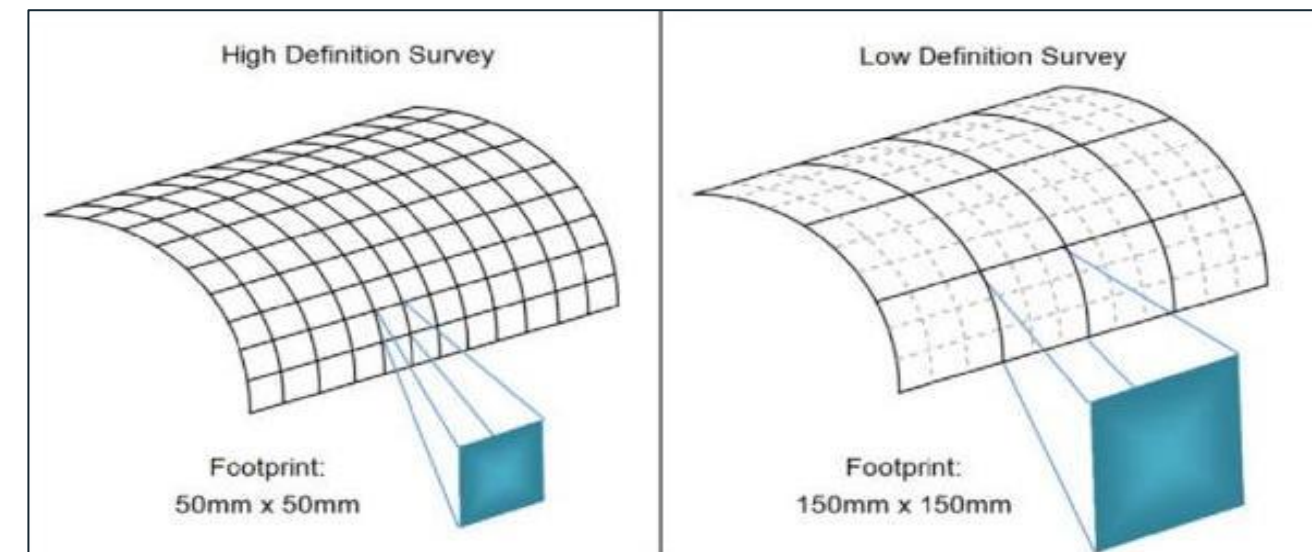 High Definition Survey
Footprint:
50mm x 50mm
Low Definition Survey
Footprint:
150mm x 150mm